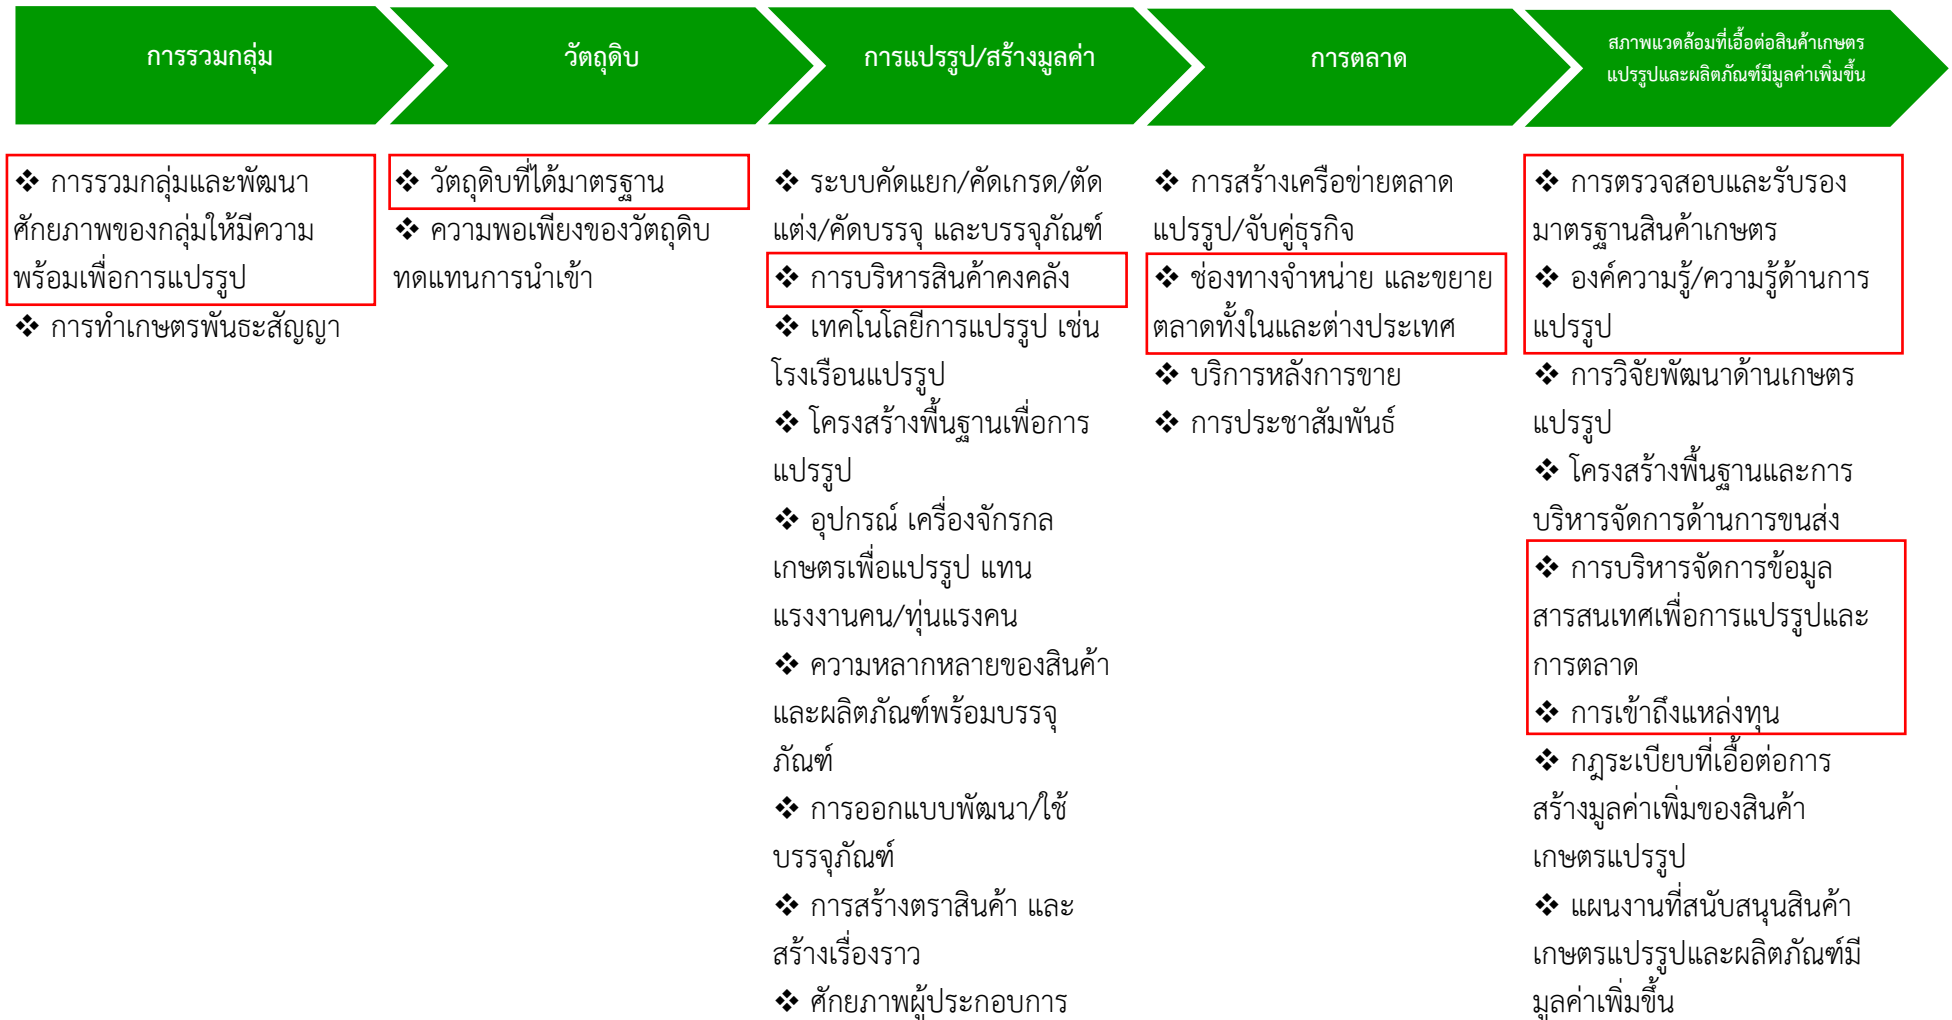 การรวมกลุ่ม
วัตถุดิบ
การแปรรูป/สร้างมูลค่า
การตลาด
สภาพแวดล้อมที่เอื้อต่อสินค้าเกษตร
แปรรูปและผลิตภัณฑ์มีมูลค่าเพิ่มขึ้น
❖ การรวมกลุ่มและพัฒนา
ศักยภาพของกลุ่มให้มีความ
พร้อมเพื่อการแปรรูป
❖ การทำเกษตรพันธะสัญญา
❖ วัตถุดิบที่ได้มาตรฐาน
❖ ความพอเพียงของวัตถุดิบ
ทดแทนการนำเข้า
❖ ระบบคัดแยก/คัดเกรด/ตัด
แต่ง/คัดบรรจุ และบรรจุภัณฑ์
❖ การบริหารสินค้าคงคลัง
❖ เทคโนโลยีการแปรรูป เช่น
โรงเรือนแปรรูป
❖ โครงสร้างพื้นฐานเพื่อการ
แปรรูป
❖ อุปกรณ์ เครื่องจักรกล
เกษตรเพื่อแปรรูป แทน
แรงงานคน/ทุ่นแรงคน
❖ ความหลากหลายของสินค้า
และผลิตภัณฑ์พร้อมบรรจุ
ภัณฑ์
❖ การออกแบบพัฒนา/ใช้
บรรจุภัณฑ์
❖ การสร้างตราสินค้า และ
สร้างเรื่องราว
❖ ศักยภาพผู้ประกอบการ
❖ การสร้างเครือข่ายตลาด
แปรรูป/จับคู่ธุรกิจ
❖ ช่องทางจำหน่าย และขยาย
ตลาดทั้งในและต่างประเทศ
❖ บริการหลังการขาย
❖ การประชาสัมพันธ์
❖ การตรวจสอบและรับรอง
มาตรฐานสินค้าเกษตร
❖ องค์ความรู้/ความรู้ด้านการ
แปรรูป
❖ การวิจัยพัฒนาด้านเกษตร
แปรรูป
❖ โครงสร้างพื้นฐานและการ
บริหารจัดการด้านการขนส่ง
❖ การบริหารจัดการข้อมูล
สารสนเทศเพื่อการแปรรูปและ
การตลาด
❖ การเข้าถึงแหล่งทุน
❖ กฎระเบียบที่เอื้อต่อการ
สร้างมูลค่าเพิ่มของสินค้า
เกษตรแปรรูป
❖ แผนงานที่สนับสนุนสินค้า
เกษตรแปรรูปและผลิตภัณฑ์มี
มูลค่าเพิ่มขึ้น